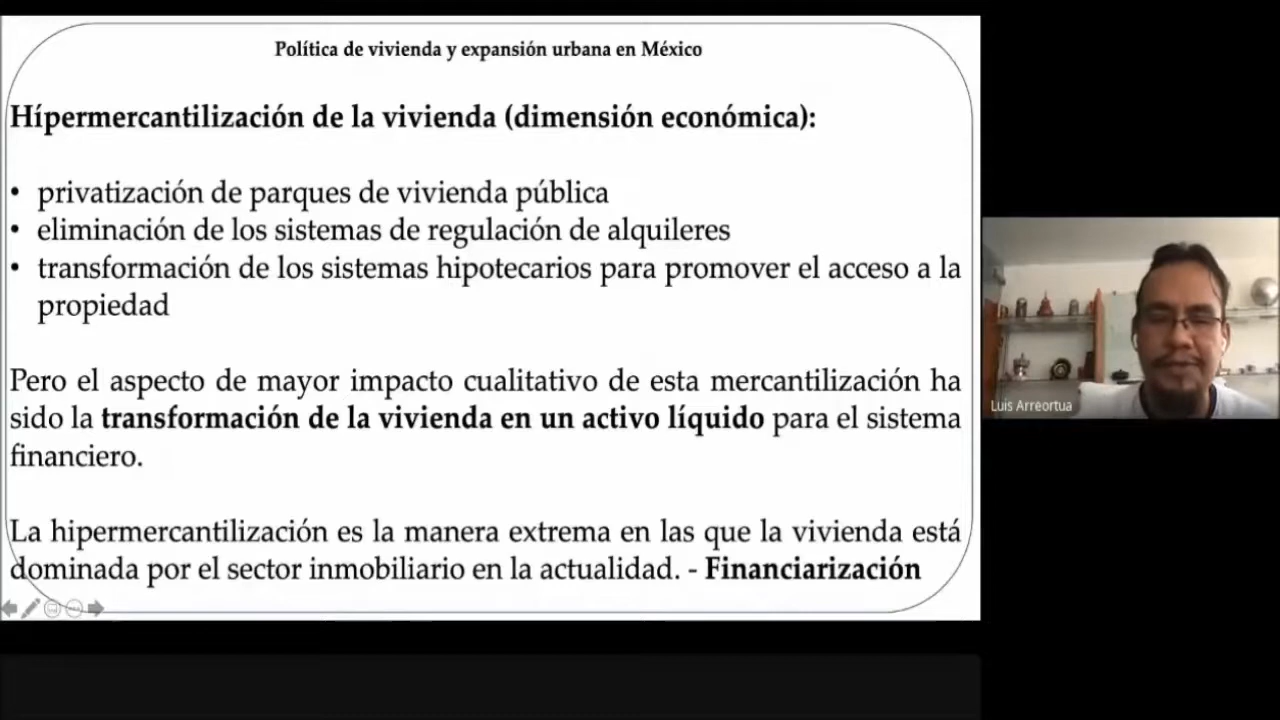 Política de vivienda y expansión urbana en México
Hípermercantilización de la vivienda (dimensión económica):
• privatización de parques de vivienda pública
• eliminación de los sistemas de regulación de alquileres
• transformación de los sistemas hipotecarios para promover el acceso a la
propiedad
Pero el aspecto de mayor impacto cualitativo de esta mercantilización ha
sido la transformación de la vivienda en un activo líquido para el sistema
financiero.
La hipermercantilización es la manera extrema en las que la vivienda está
dominada por el sector inmobiliario en la actualidad. - Financiarización
Luis Arreortua